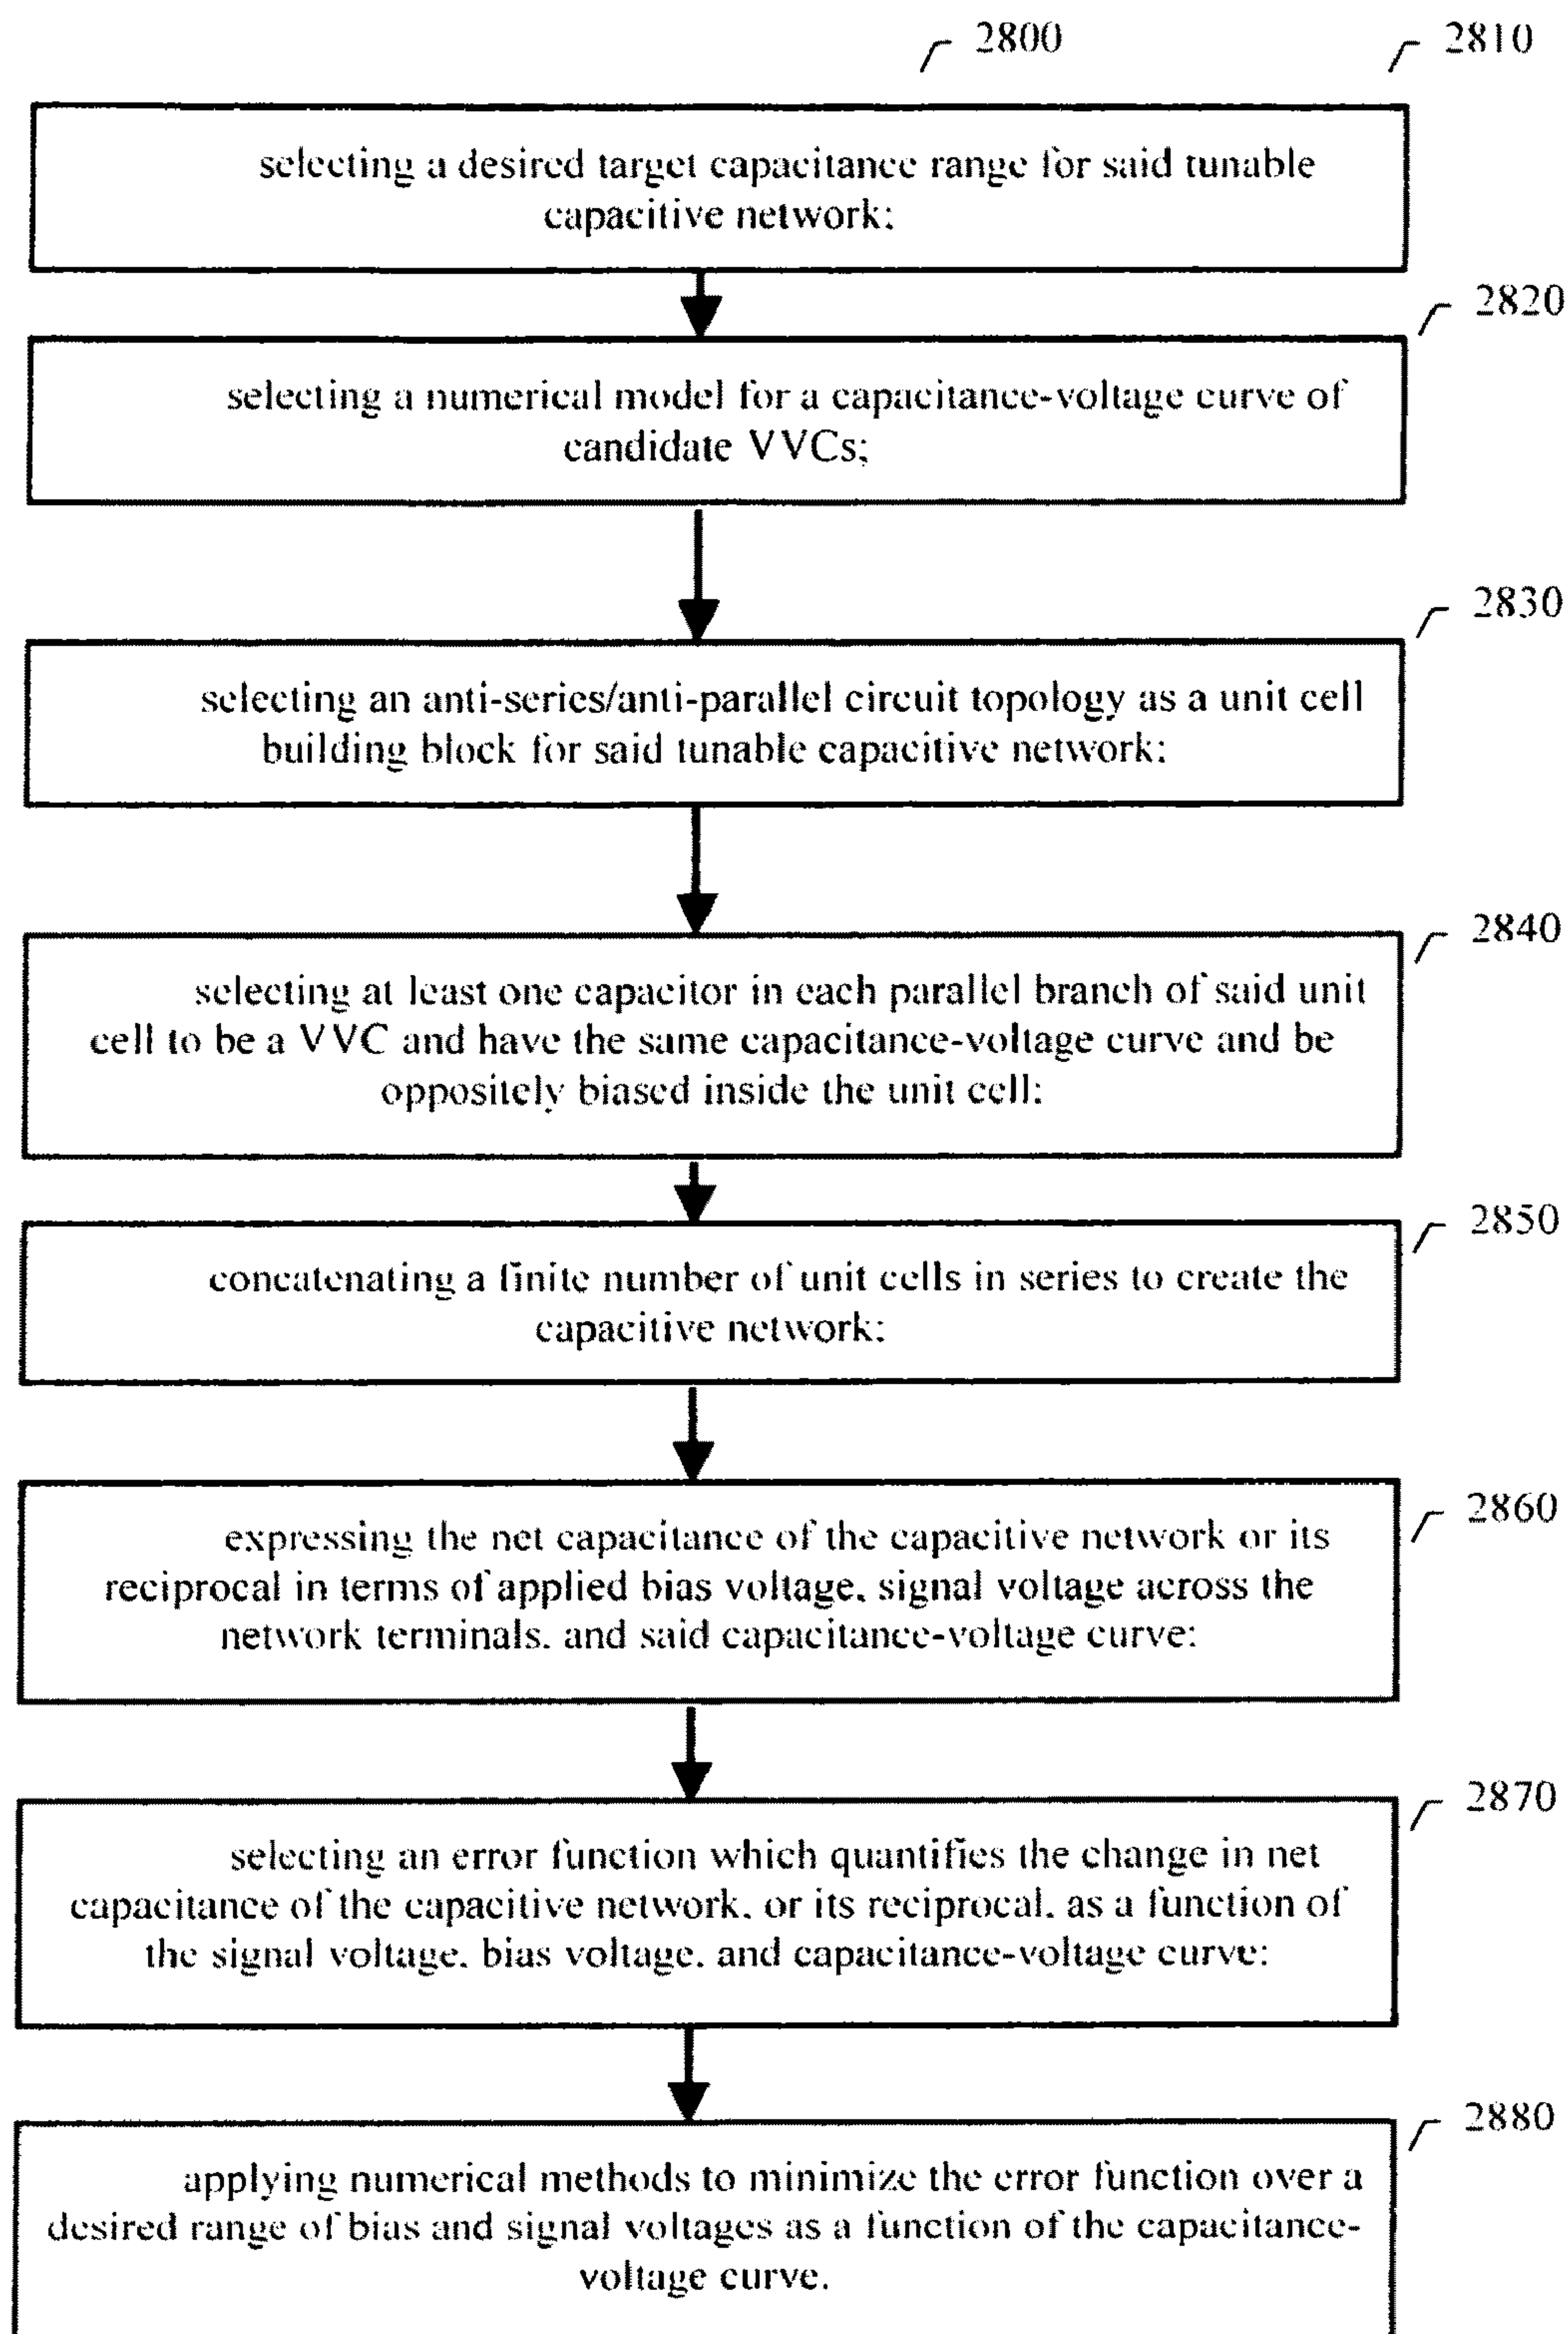 2800
2810
selecting a desired target capacitance range for said tunable
capacitive network;
2820
selecting a numerical model for a capacitance-voltage curve of
candidate VVCs;
2830
selecting an anti-series/anti-parallel circuit topology as a unit cell
building block for said tunable capacitive network;
2840
selecting at least one capacitor in each parallel branch of said unit
cell to be a VVC and have the same capacitance-voltage curve and be
oppositely biased inside the unit cell;
2850
concatenating a finite number of unit cells in series to create the
capacitive network;
2860
expressing the net capacitance of the capacitive network or its
reciprocal in terms of applied bias voltage, signal voltage across the
network terminals, and said capacitance-voltage curve;
2870
selecting an error function which quantifies the change in net
capacitance of the capacitive network, or its reciprocal, as a function of
the signal voltage, bias voltage, and capacitance-voltage curve;
2880
applying numerical methods to minimize the error function over a
desired range of bias and signal voltages as a function of the capacitance-
voltage curve.